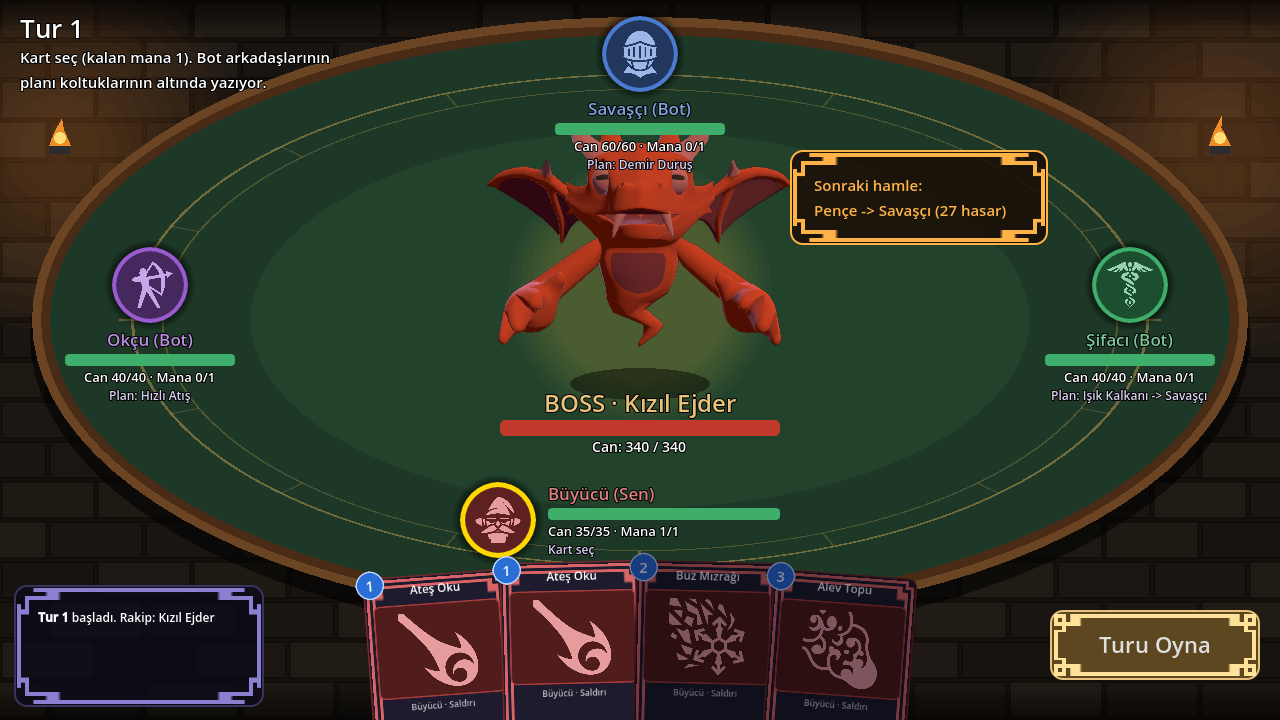 Tur 1
Kart seç (kalan mana 1). Bot arkadaşlarının
planı koltuklarının altında yazıyor.
Savaşçı (Bot)
Can 60/60 · Mana 0/1
Plan: Demir Duruş
Sonraki hamle:
Pençe -> Savaşçı (27 hasar)
Okçu (Bot)
Can 40/40 · Mana 0/1
Plan: Hızlı Atış
Şifacı (Bot)
Can 40/40 · Mana 0/1
Plan: Işık Kalkanı -> Savaşçı
BOSS · Kızıl Ejder
Can: 340 / 340
Büyücü (Sen)
Can 35/35 · Mana 1/1
Kart seç
1
Ateş Oku
Büyücü · Saldırı
1
Ateş Oku
Büyücü · Saldırı
2
Buz Mızrağı
Büyücü · Saldırı
3
Alev Topu
Büyücü · Saldırı
Tur 1 başladı. Rakip: Kızıl Ejder
Turu Oyna